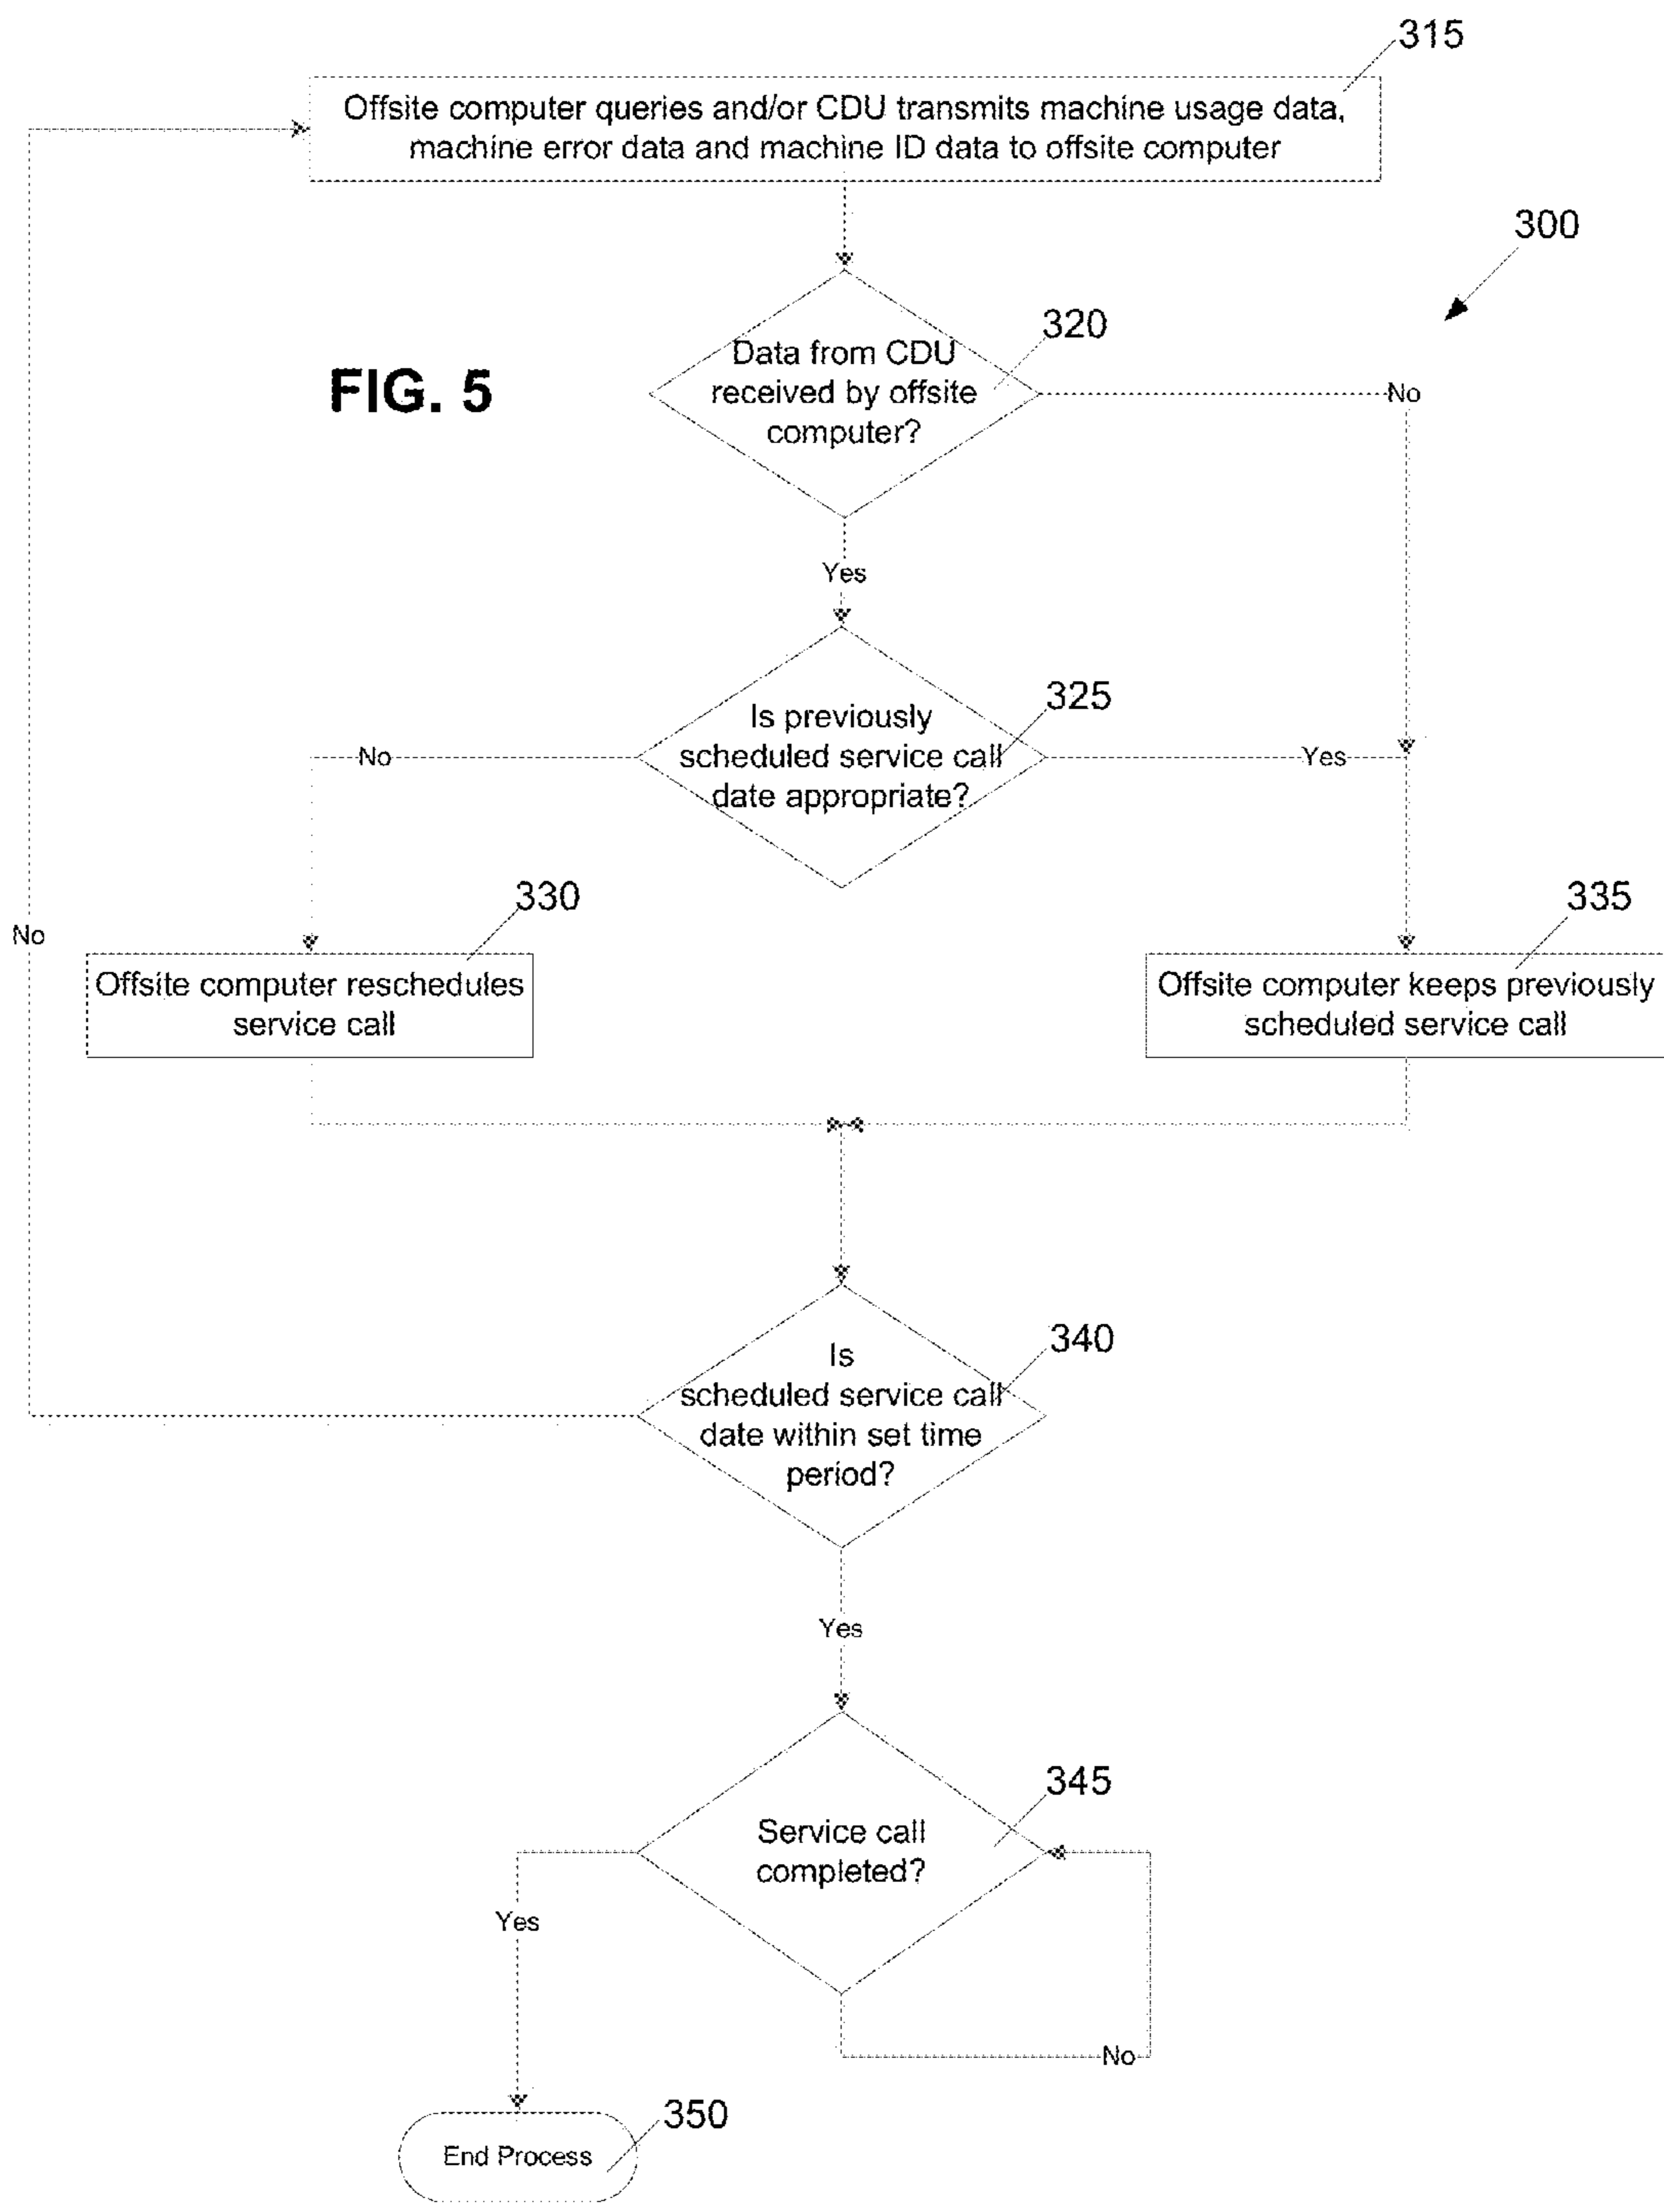 315
Offsite computer queries and/or CDU transmits machine usage data,
machine error data and machine ID data to offsite computer
300
320
Data from CDU
received by offsite
computer?
No
FIG. 5
Yes
325
Is previously
scheduled service call
date appropriate?
No
Yes
330
335
No
Offsite computer reschedules
service call
Offsite computer keeps previously
scheduled service call
340
Is
scheduled service call
date within set time
period?
Yes
345
Service call
completed?
Yes
No
350
End Process